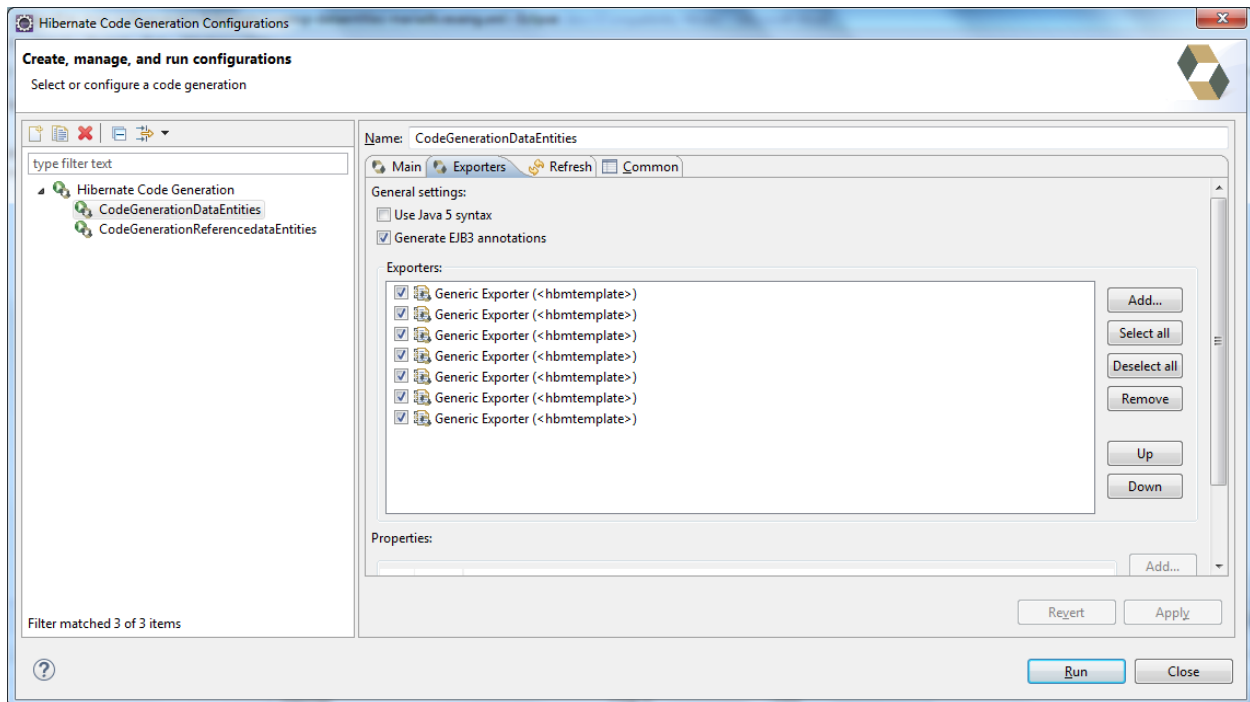 Hibernate Code Generation Configurations
Create, manage, and run configurations
Select or configure a code generation
type filter text
Hibernate Code Generation
CodeGenerationDataEntities
CodeGenerationReferencedataEntities
Filter matched 3 of 3 items
Name: CodeGenerationDataEntities
Main Exporters Refresh Common
General settings:
Use Java 5 syntax
Generate EJB3 annotations
Exporters:
Generic Exporter (<hbmtemplate>)
Generic Exporter (<hbmtemplate>)
Generic Exporter (<hbmtemplate>)
Generic Exporter (<hbmtemplate>)
Generic Exporter (<hbmtemplate>)
Generic Exporter (<hbmtemplate>)
Generic Exporter (<hbmtemplate>)
Add...
Select all
Deselect all
Remove
Up
Down
Properties:
Add...
Revert Apply
Run Close